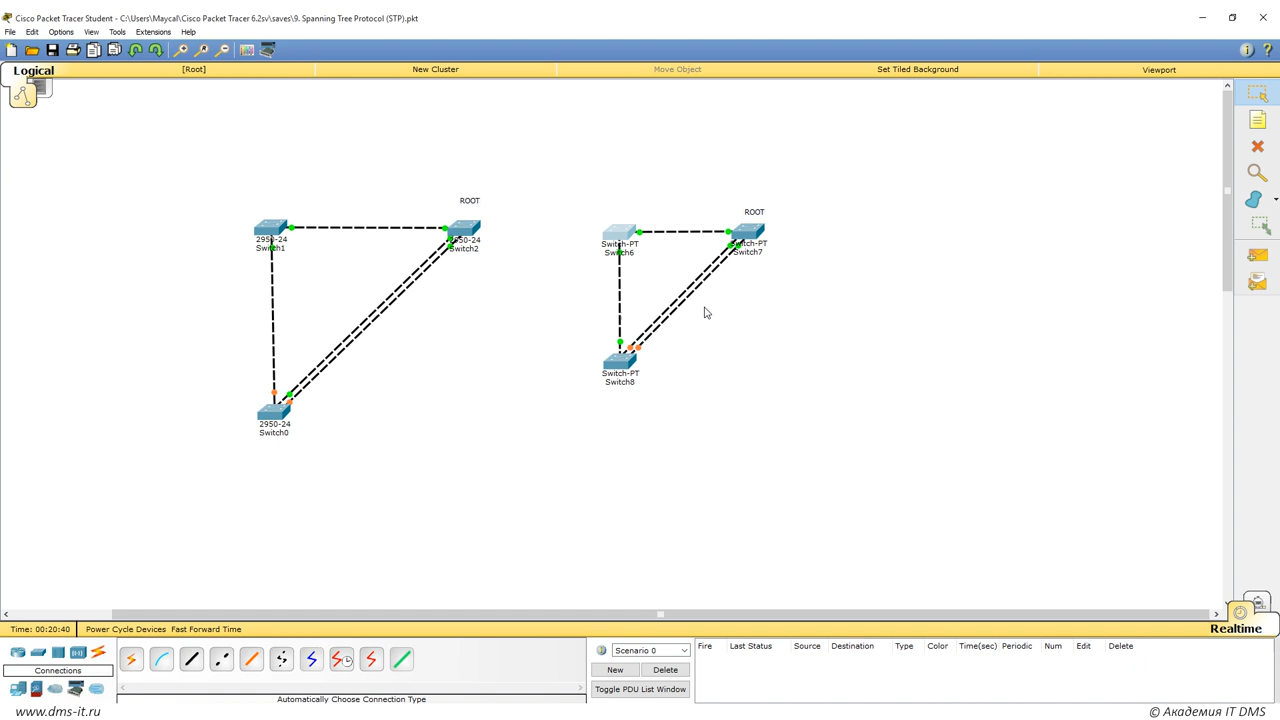 Cisco Packet Tracer Student - C:\Users\Maycal\Cisco Packet Tracer 6.2sv\saves\9. Spanning Tree Protocol (STP).pkt
File Edit Options View Tools Extensions Help
Logical [Root] New Cluster Move Object Set Tiled Background Viewport
ROOT
ROOT
2950-24
Switch1
2950-24
Switch2
Switch-PT
Switch6
Switch-PT
Switch7
Switch-PT
Switch8
2950-24
Switch0
Time: 00:20:40 Power Cycle Devices Fast Forward Time Realtime
Scenario 0
Fire Last Status Source Destination Type Color Time(sec) Periodic Num Edit Delete
Connections
New Delete
Toggle PDU List Window
Automatically Choose Connection Type
www.dms-it.ru
© Академия IT DMS